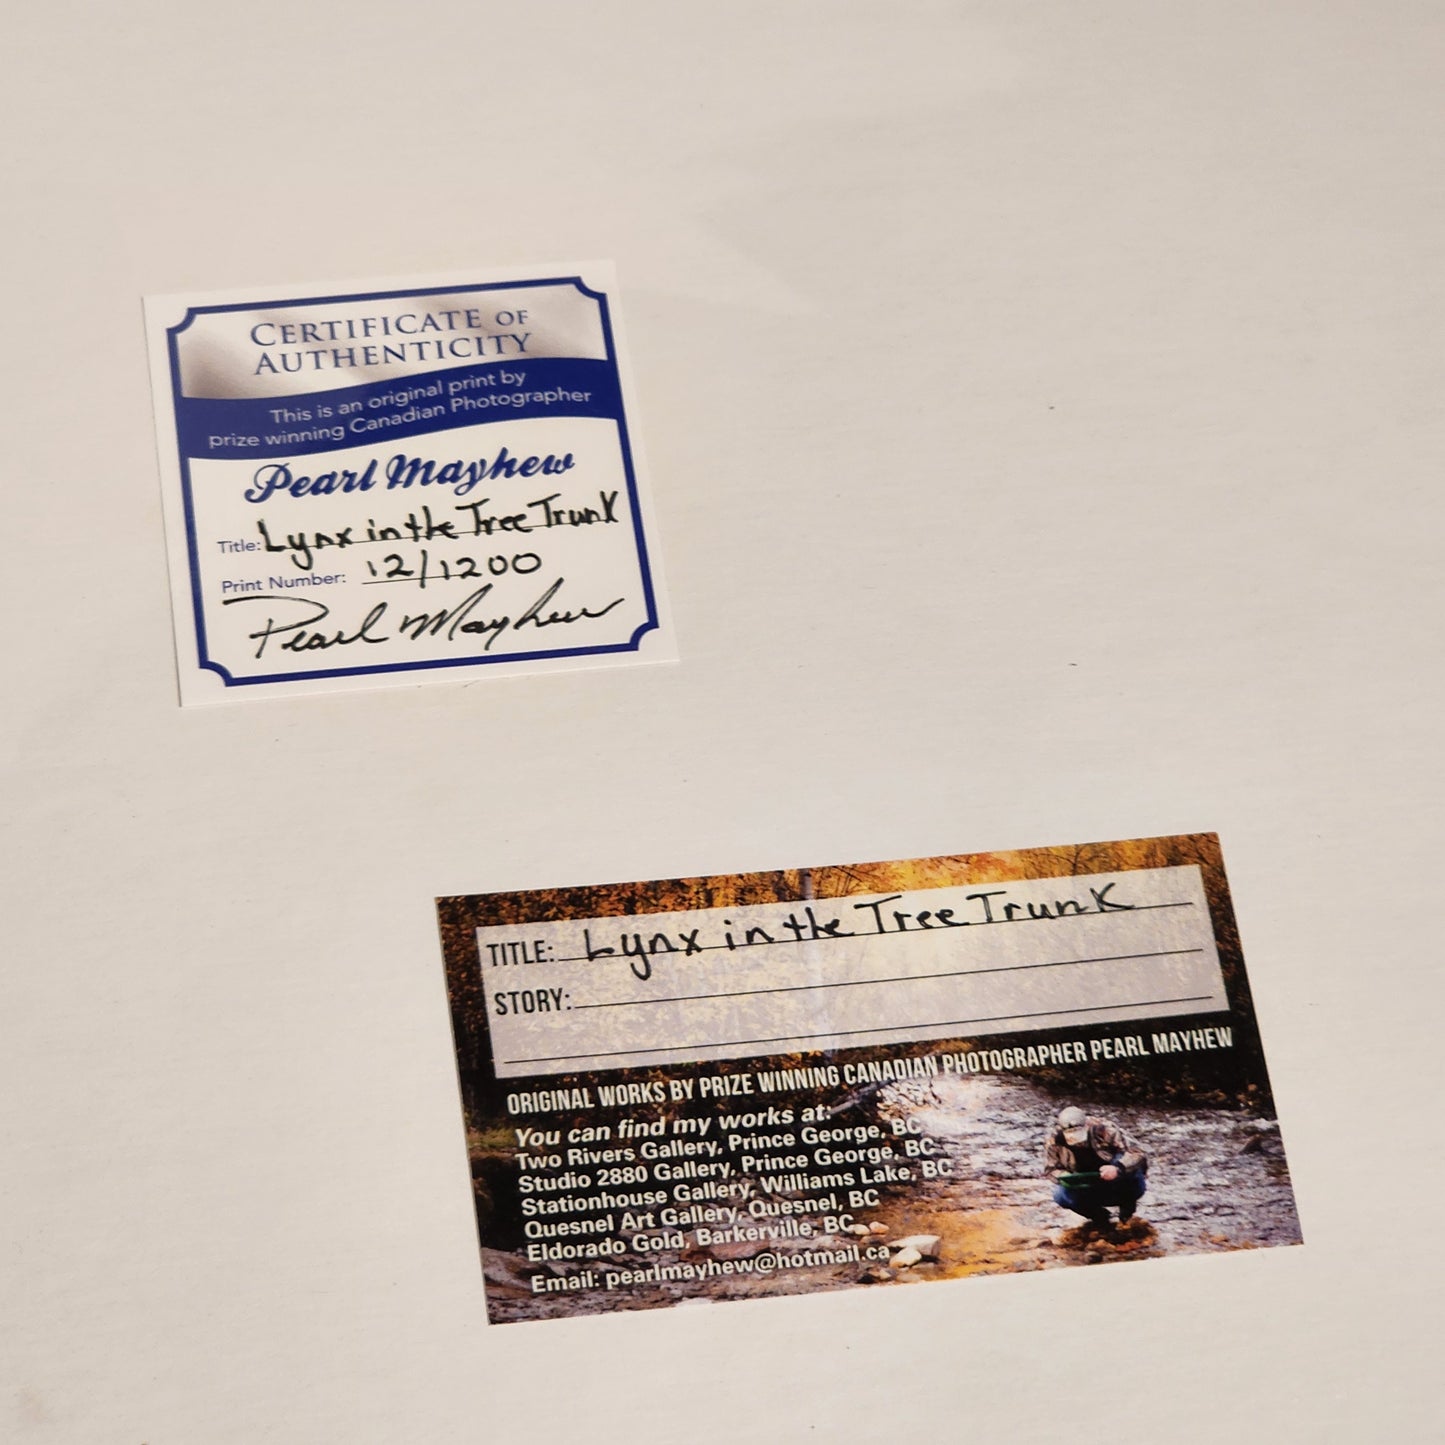 CERTIFICATE OF
AUTHENTICITY
This is an original print by
prize winning Canadian Photographer
Pearl Mayhew
Title: Lynx in the Tree Trunk
Print Number: 12/1200
Pearl Mayhew
TITLE: Lynx in the Tree Trunk
STORY:
ORIGINAL WORKS BY PRIZE WINNING CANADIAN PHOTOGRAPHER PEARL MAYHEW
You can find my works at:
Two Rivers Gallery, Prince George, BC
Studio 2880 Gallery, Prince George, BC
Stationhouse Gallery, Williams Lake, BC
Quesnel Art Gallery, Quesnel, BC
Eldorado Gold, Barkerville, BC
Email: pearlmayhew@hotmail.ca